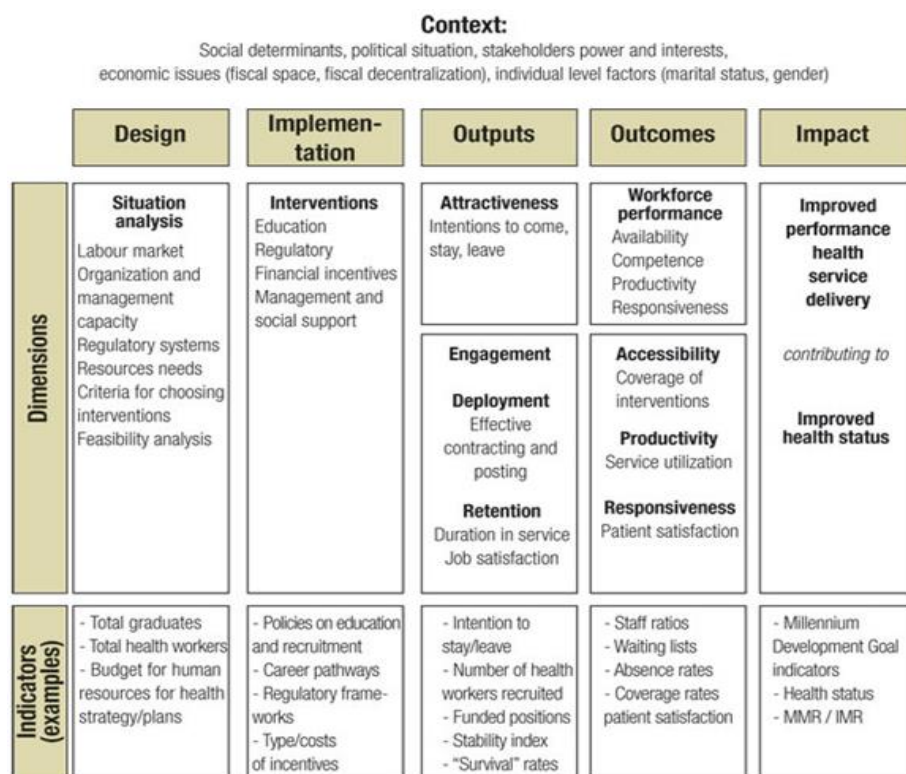 Context:
Social determinants, political situation, stakeholders power and interests,
economic issues (fiscal space, fiscal decentralization), individual level factors (marital status, gender)
Design
Implemen-
tation
Outputs
Outcomes
Impact
Dimensions
Situation
analysis
Labour market
Organization and
management
capacity
Regulatory systems
Resources needs
Criteria for choosing
interventions
Feasibility analysis
Interventions
Education
Regulatory
Financial incentives
Management and
social support
Attractiveness
Intentions to come,
stay, leave
Engagement
Deployment
Effective
contracting and
posting
Retention
Duration in service
Job satisfaction
Workforce
performance
Availability
Competence
Productivity
Responsiveness
Accessibility
Coverage of
interventions
Productivity
Service utilization
Responsiveness
Patient satisfaction
Improved
performance
health
service
delivery
contributing to
Improved
health status
Indicators
(examples)
- Total graduates
- Total health workers
- Budget for human
resources for health
strategy/plans
- Policies on education
and recruitment
- Career pathways
- Regulatory frame-
works
- Type/costs
of incentives
- Intention to
stay/leave
- Number of health
workers recruited
- Funded positions
- Stability index
- “Survival” rates
- Staff ratios
- Waiting lists
- Absence rates
- Coverage rates
patient satisfaction
- Millennium
Development Goal
indicators
- Health status
- MMR / IMR